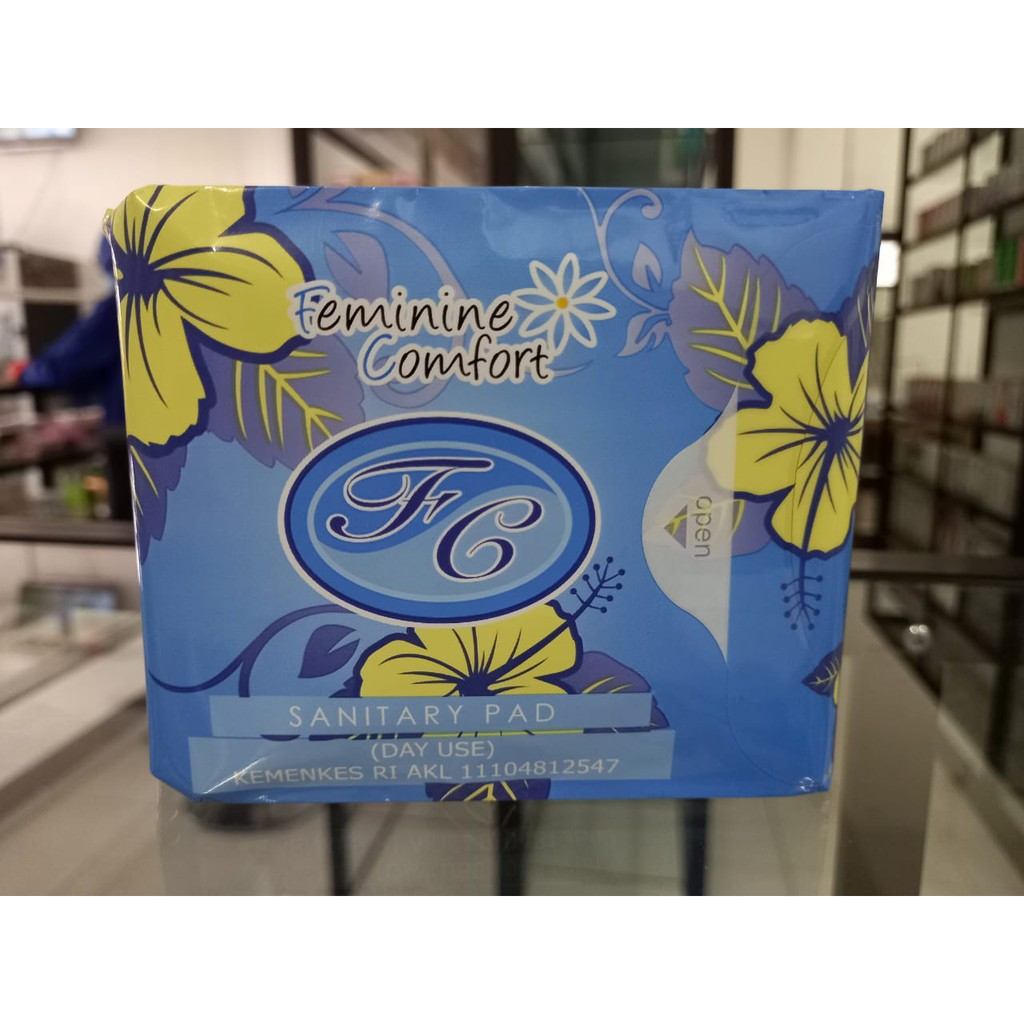 Feminine
Comfort
FC
open
SANITARY PAD
(DAY USE)
KEMENKES RI AKL 11104812547